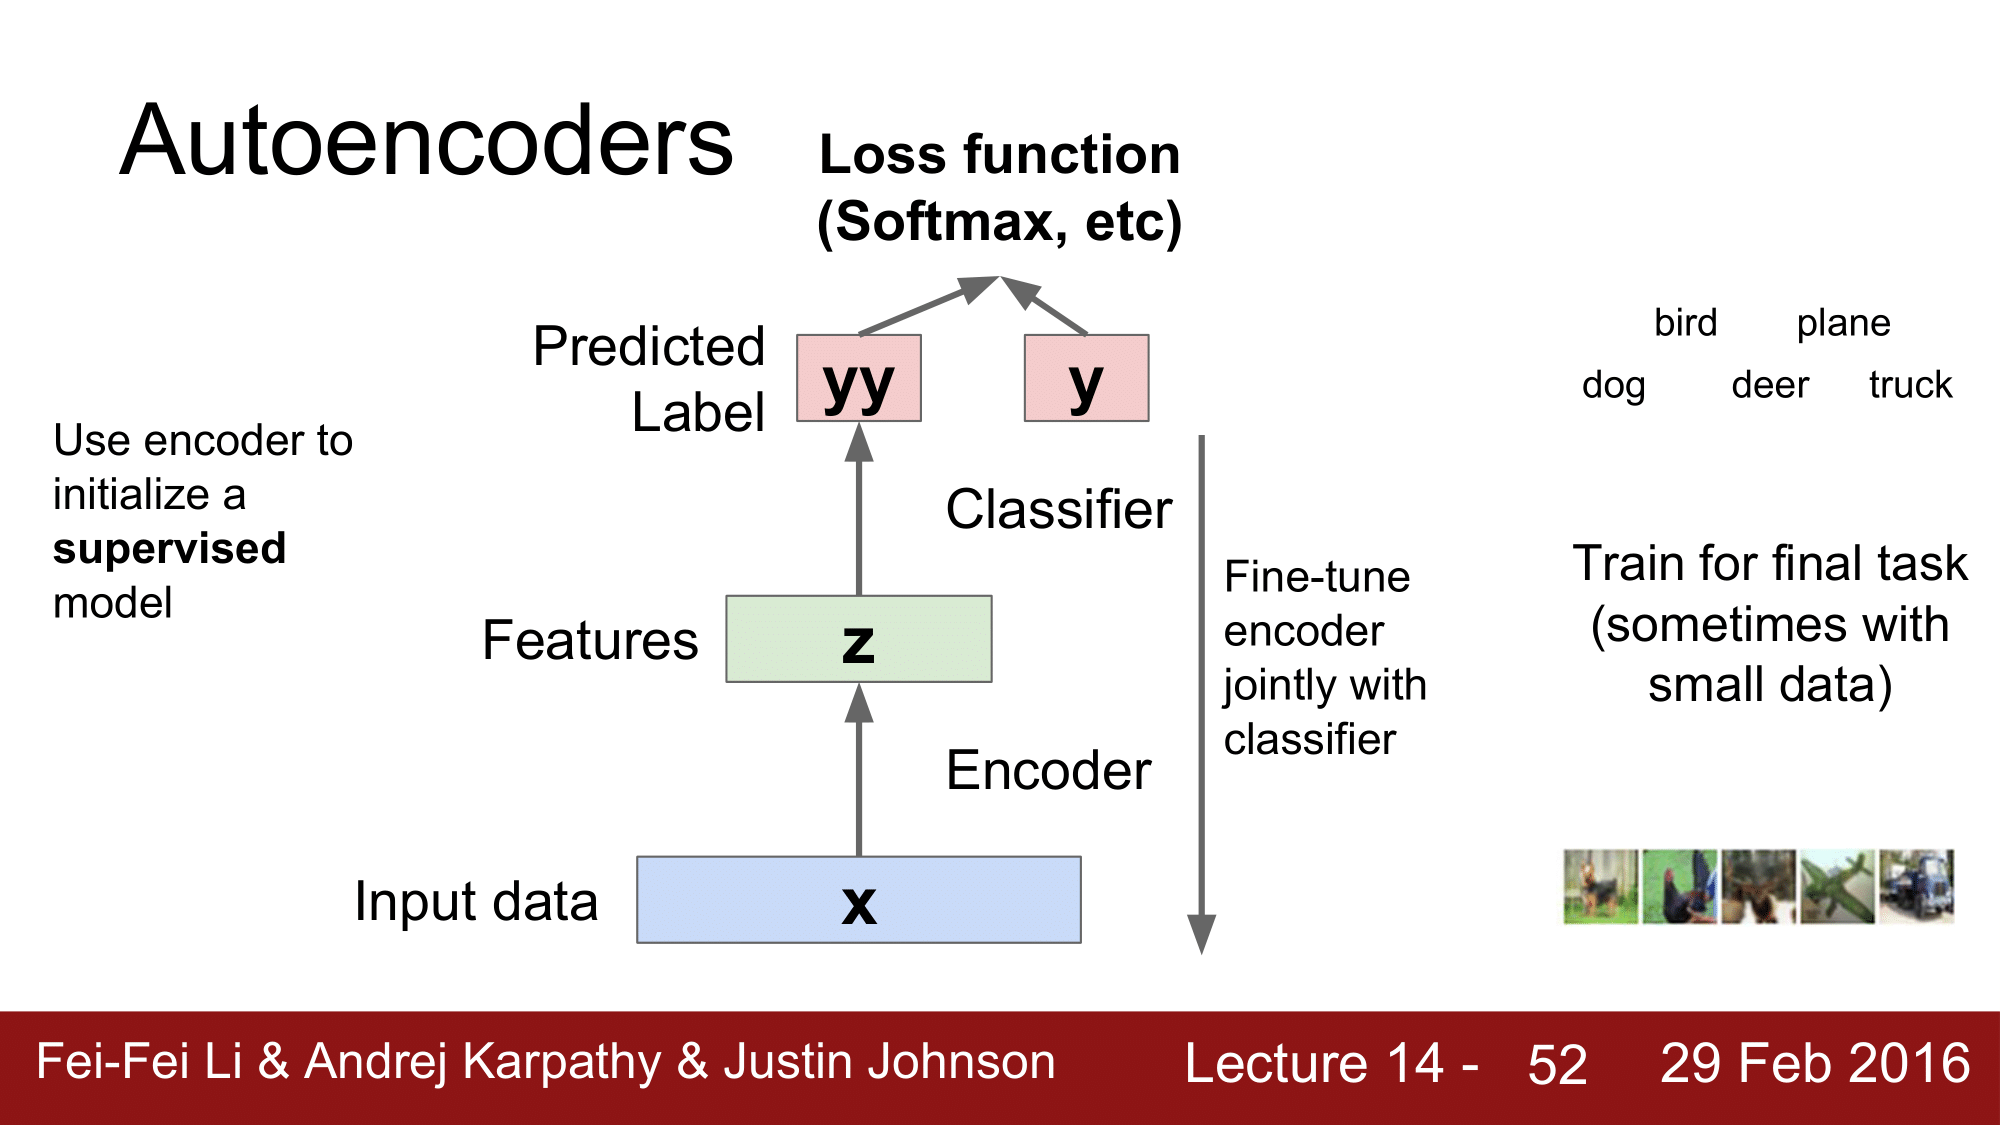 Autoencoders
Loss function
(Softmax, etc)
Predicted
Label
yy
y
bird plane
dog deer truck
Use encoder to
initialize a
supervised
model
Classifier
Features
z
Fine-tune
encoder
jointly with
classifier
Train for final task
(sometimes with
small data)
Encoder
Input data
x
Fei-Fei Li & Andrej Karpathy & Justin Johnson
Lecture 14 - 52
29 Feb 2016